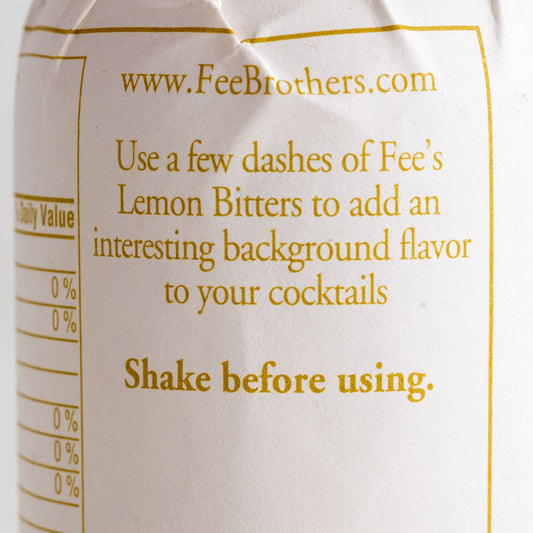 www.FeeBrothers.com
Use a few dashes of Fee's
Lemon Bitters to add an
interesting background flavor
to your cocktails
Shake before using.
% Daily Value
0%
0%
0%
0%
0%